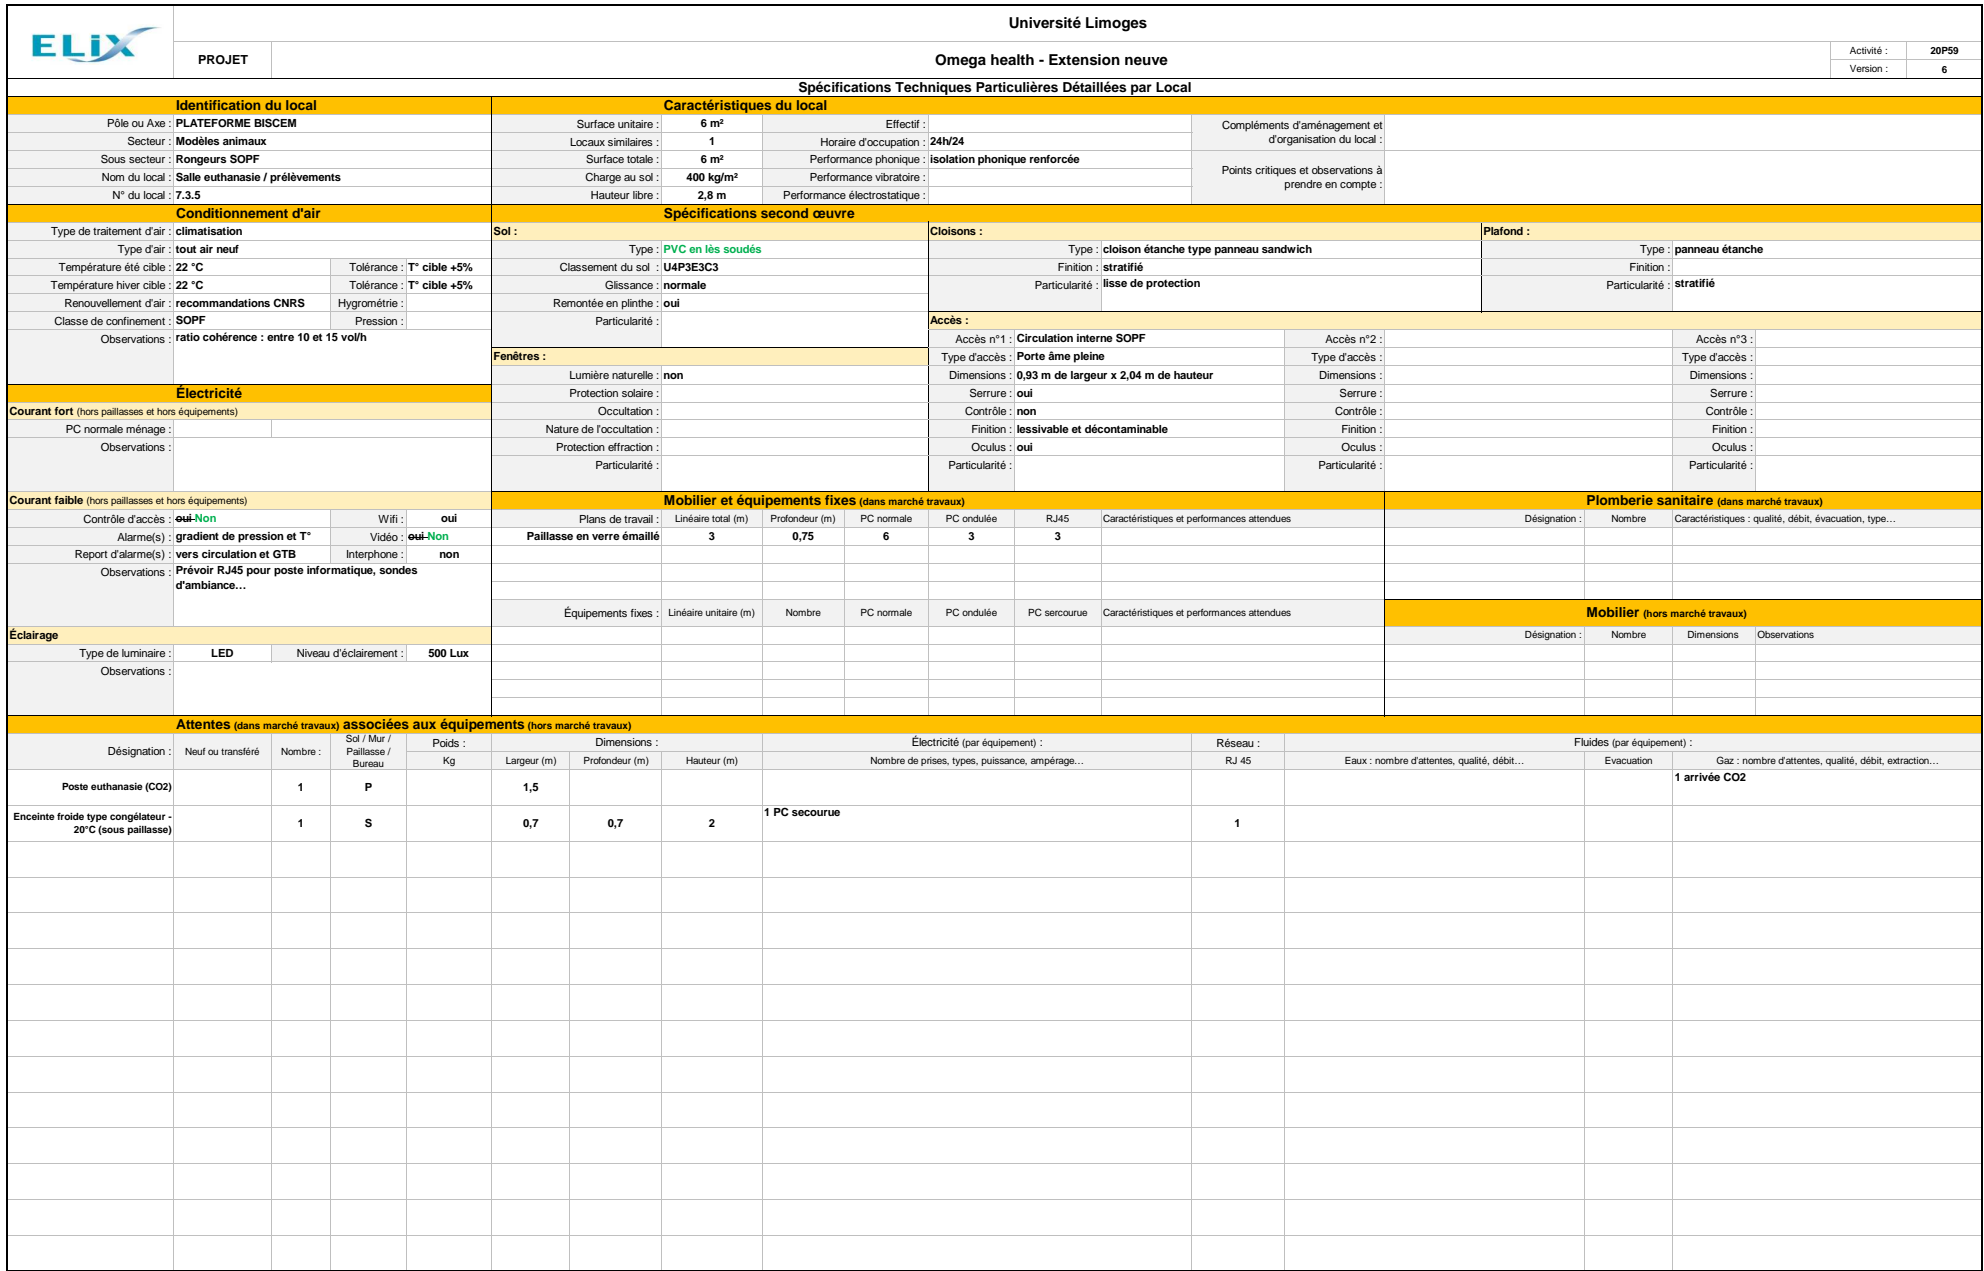 ELiX
Université Limoges
PROJET
Omega health - Extension neuve
Activité : 20P59
Version : 6
Spécifications Techniques Particulières Détaillées par Local
Identification du local
Pôle ou Axe : PLATEFORME BISCEM
Secteur : Modèles animaux
Sous secteur : Rongeurs SOPF
Nom du local : Salle euthanasie / prélèvements
N° du local : 7.3.5
Caractéristiques du local
Surface unitaire : 6 m² Effectif :
Locaux similaires : 1 Horaire d'occupation : 24h/24
Surface totale : 6 m² Performance phonique : isolation phonique renforcée
Charge au sol : 400 kg/m² Performance vibratoire :
Hauteur libre : 2,8 m Performance électrostatique :
Compléments d'aménagement et
d'organisation du local :
Points critiques et observations à
prendre en compte :
Conditionnement d'air
Type de traitement d'air : climatisation
Type d'air : tout air neuf
Température été cible : 22 °C Tolérance : T° cible +5%
Température hiver cible : 22 °C Tolérance : T° cible +5%
Renouvellement d'air : recommandations CNRS Hygrométrie :
Classe de confinement : SOPF Pression :
Observations : ratio cohérence : entre 10 et 15 vol/h
Spécifications second œuvre
Sol :
Type : PVC en lès soudés
Classement du sol : U4P3E3C3
Glissance : normale
Remontée en plinthe : oui
Particularité :
Cloisons :
Type : cloison étanche type panneau sandwich
Finition : stratifié
Particularité : lisse de protection
Plafond :
Type : panneau étanche
Finition :
Particularité : stratifié
Fenêtres :
Lumière naturelle : non
Protection solaire :
Occultation :
Nature de l'occultation :
Protection effraction :
Particularité :
Accès :
Accès n°1 : Circulation interne SOPF Accès n°2 : Accès n°3 :
Type d'accès : Porte âme pleine Type d'accès : Type d'accès :
Dimensions : 0,93 m de largeur x 2,04 m de hauteur Dimensions : Dimensions :
Serrure : oui Serrure : Serrure :
Contrôle : non Contrôle : Contrôle :
Finition : lessivable et décontaminable Finition : Finition :
Oculus : oui Oculus : Oculus :
Particularité : Particularité : Particularité :
Électricité
Courant fort (hors paillasses et hors équipements)
PC normale ménage :
Observations :
Courant faible (hors paillasses et hors équipements)
Contrôle d'accès : oui Non Wifi : oui
Alarme(s) : gradient de pression et T° Vidéo : oui Non
Report d'alarme(s) : vers circulation et GTB Interphone : non
Observations : Prévoir RJ45 pour poste informatique, sondes
d'ambiance…
Éclairage
Type de luminaire : LED Niveau d'éclairement : 500 Lux
Observations :
Mobilier et équipements fixes (dans marché travaux)
Plans de travail : Linéaire total (m) Profondeur (m) PC normale PC ondulée RJ45 Caractéristiques et performances attendues
Paillasse en verre émaillé 3 0,75 6 3 3
Équipements fixes : Linéaire unitaire (m) Nombre PC normale PC ondulée PC sercourue Caractéristiques et performances attendues
Plomberie sanitaire (dans marché travaux)
Désignation : Nombre Caractéristiques : qualité, débit, évacuation, type…
Mobilier (hors marché travaux)
Désignation : Nombre Dimensions Observations
Attentes (dans marché travaux) associées aux équipements (hors marché travaux)
Désignation : Neuf ou transféré Nombre : Sol / Mur /
Paillasse /
Bureau
Poids : Dimensions : Électricité (par équipement) : Réseau : Fluides (par équipement) :
Kg Largeur (m) Profondeur (m) Hauteur (m) Nombre de prises, types, puissance, ampérage… RJ 45 Eaux : nombre d'attentes, qualité, débit… Evacuation Gaz : nombre d'attentes, qualité, débit, extraction…
Poste euthanasie (CO2) 1 P 1,5 1 arrivée CO2
Enceinte froide type congélateur -
20°C (sous paillasse) 1 S 0,7 0,7 2 1 PC secourue 1